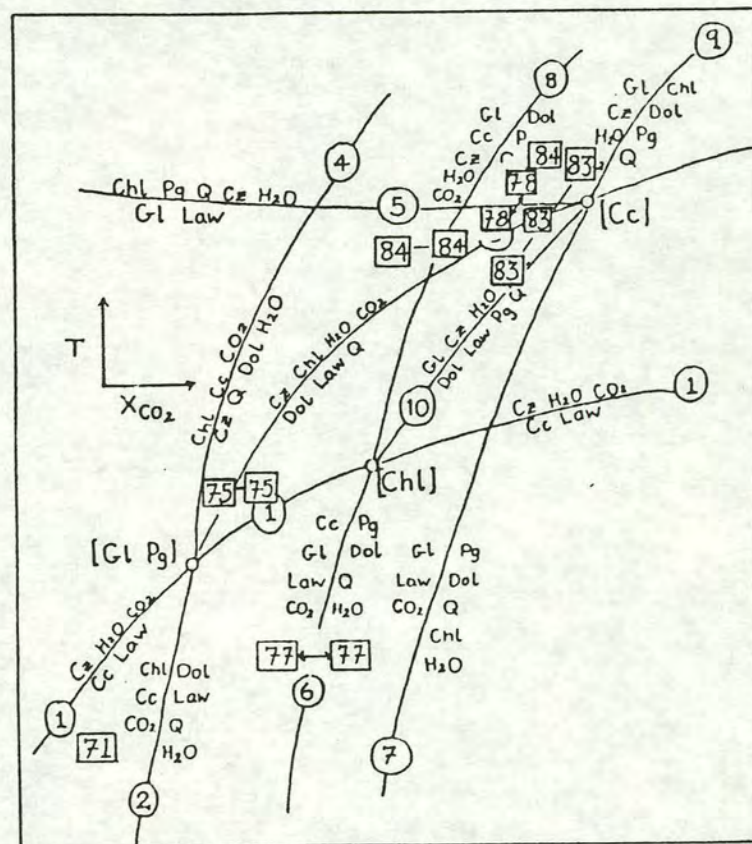 9
8
Gl Chl
Cz Dol
H₂O Pg
Q
Gl Dol
Cc P
Cz
H₂O
CO₂
84
83
78
4
Chl Pg Q Cz H₂O
Gl Law
5
[Cc]
78
83
84
84
83
T
X CO₂
Chl Cc CO₂
Cz Q Dol H₂O
Cz Chl H₂O CO₂
Dol Law Q
Gl Cz H₂O
Dol Law Pg Q
10
Cz H₂O CO₂
Cc Law
1
[Chl]
75
75
1
[Gl Pg]
Cc Pg
Gl Dol
Law Q
CO₂ H₂O
Gl Pg
Law Dol
CO₂ Q
Chl
H₂O
Cz H₂O CO₂
Cc Law
77
77
1
71
Chl Dol
Cc Law
CO₂ Q
H₂O
6
7
2